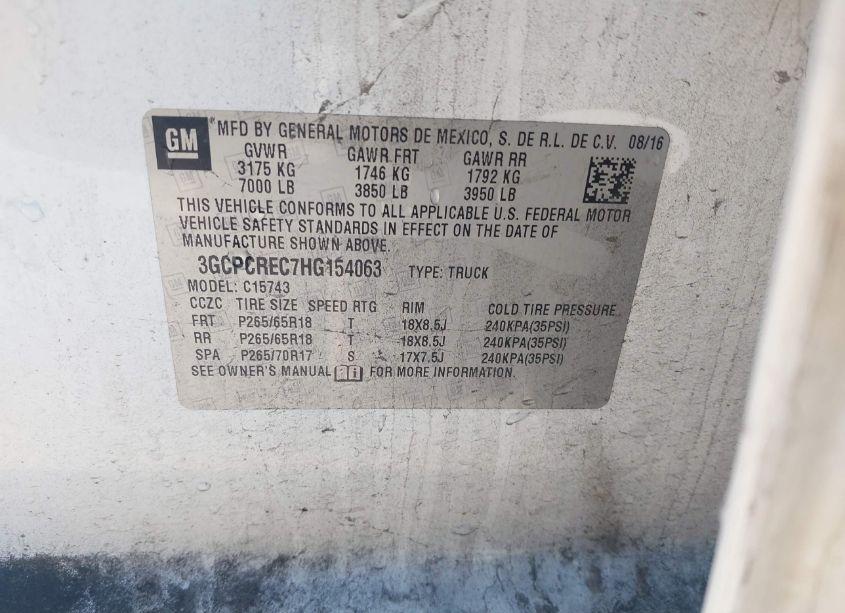 GM MFD BY GENERAL MOTORS DE MEXICO, S. DE R.L. DE C.V. 08/16
GVWR GAWR FRT GAWR RR
3175 KG 1746 KG 1792 KG
7000 LB 3850 LB 3950 LB
THIS VEHICLE CONFORMS TO ALL APPLICABLE U.S. FEDERAL MOTOR
VEHICLE SAFETY STANDARDS IN EFFECT ON THE DATE OF
MANUFACTURE SHOWN ABOVE.
3GCPCREC7HG154063 TYPE: TRUCK
MODEL: C15743
CCZC TIRE SIZE SPEED RTG RIM COLD TIRE PRESSURE
FRT P265/65R18 T 18X8.5J 240KPA(35PSI)
RR P265/65R18 T 18X8.5J 240KPA(35PSI)
SPA P265/70R17 S 17X7.5J 240KPA(35PSI)
SEE OWNER'S MANUAL FOR MORE INFORMATION.